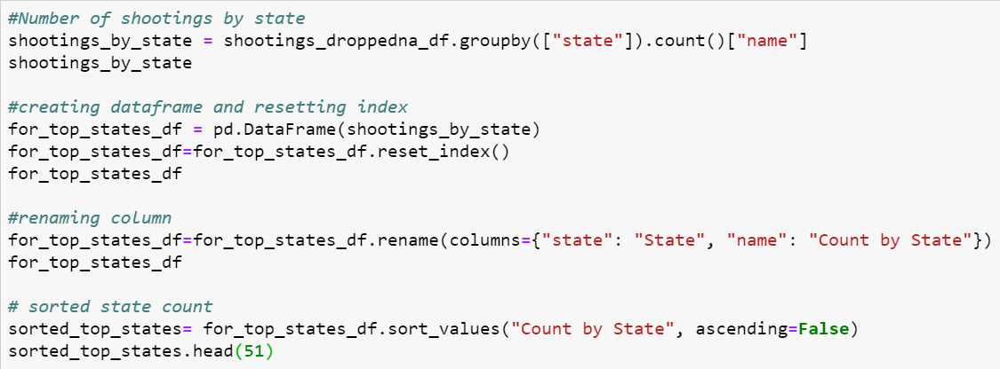 #Number of shootings by state
shootings_by_state = shootings_droppedna_df.groupby(["state"]).count()["name"]
shootings_by_state
#creating dataframe and resetting index
for_top_states_df = pd.DataFrame(shootings_by_state)
for_top_states_df=for_top_states_df.reset_index()
for_top_states_df
#renaming column
for_top_states_df=for_top_states_df.rename(columns={"state": "State", "name": "Count by State"})
for_top_states_df
# sorted state count
sorted_top_states= for_top_states_df.sort_values("Count by State", ascending=False)
sorted_top_states.head(51)